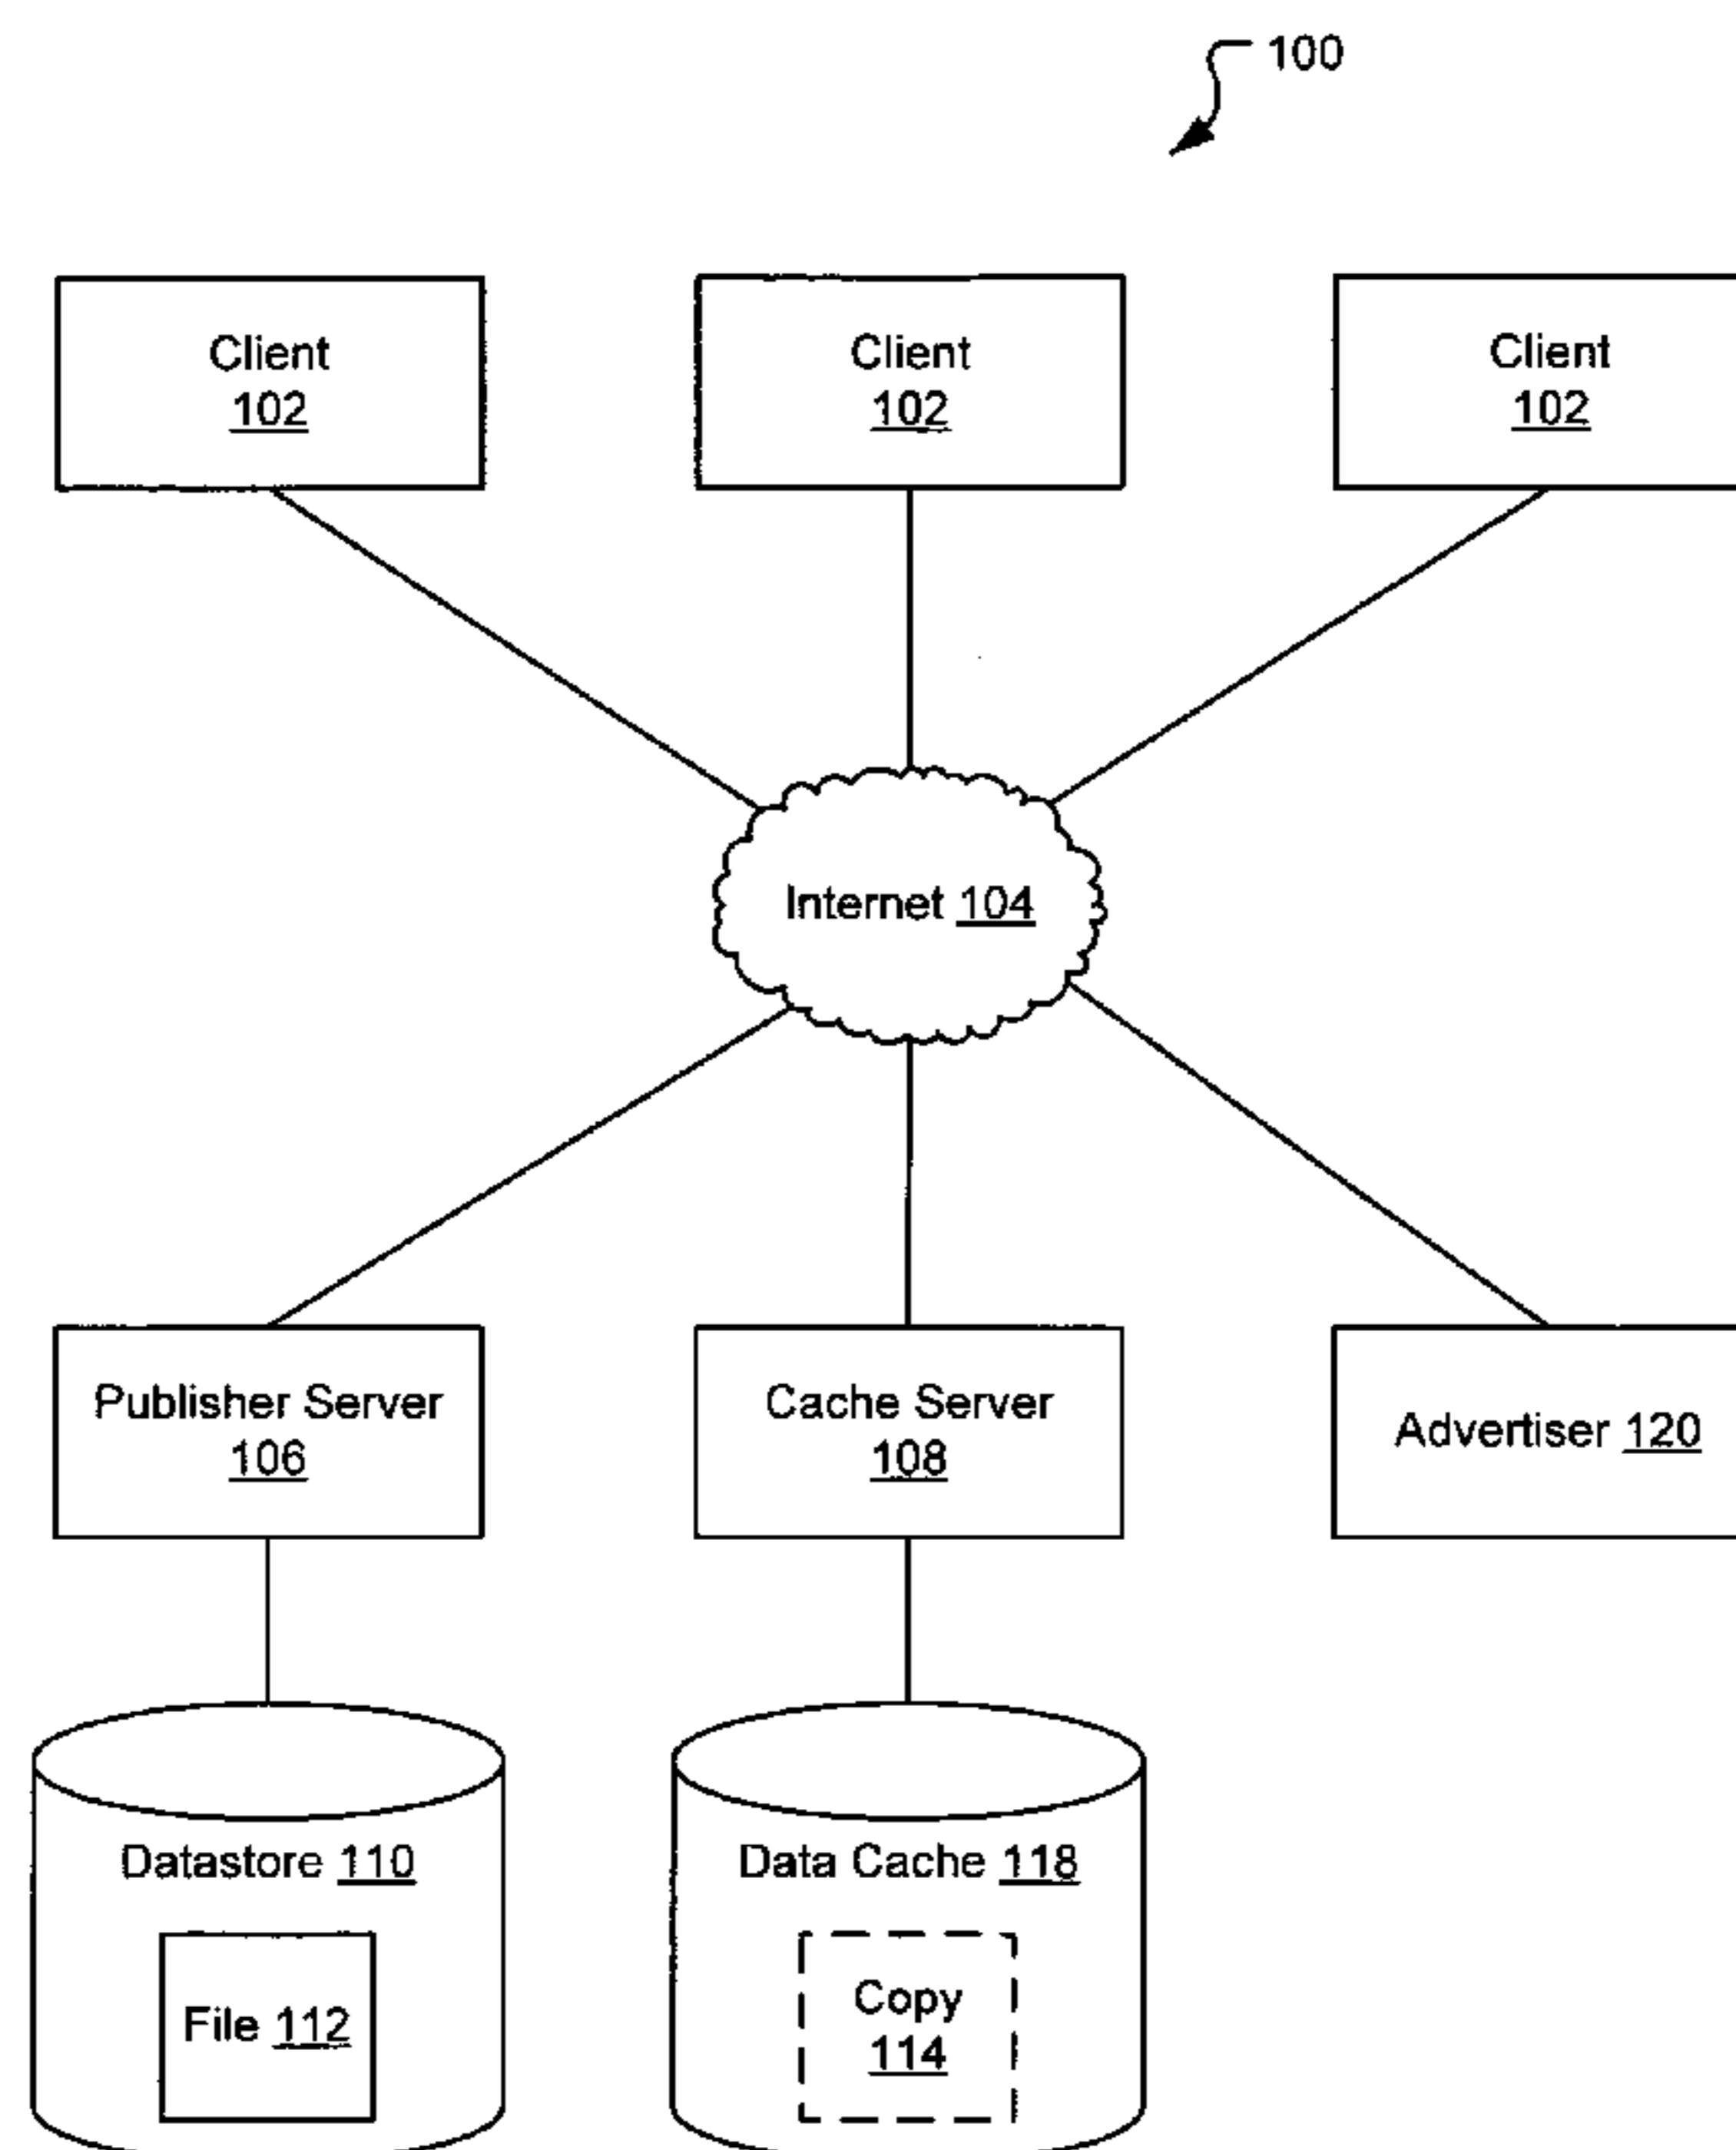 100
Client
102
Client
102
Client
102
Internet 104
Publisher Server
106
Cache Server
108
Advertiser 120
Datastore 110
Data Cache 118
File 112
Copy
114